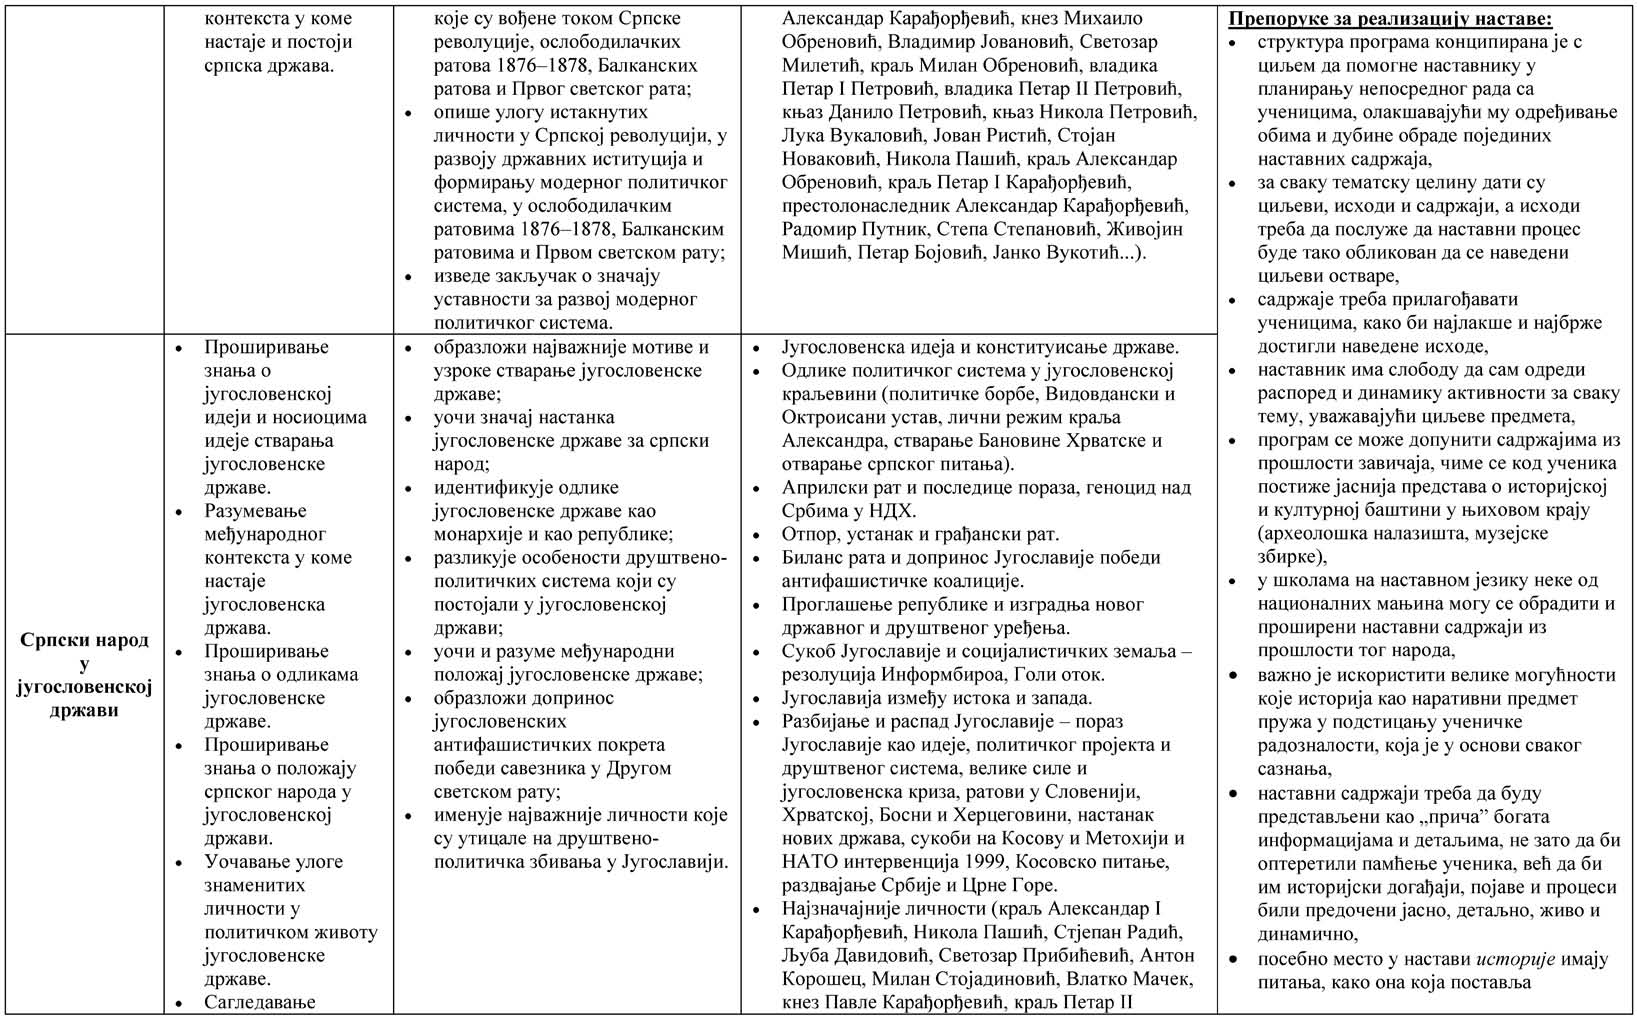 контекста у коме
настаје и постоји
српска држава.
које су вођене током Српске
револуције, ослободилачких
ратова 1876–1878, Балканских
ратова и Првог светског рата;
опише улогу истакнутих
личности у Српској револуцији, у
развоју државних иституција и
формирању модерног политичког
система, у ослободилачким
ратовима 1876–1878, Балканским
ратовима и Првом светском рату;
изведе закључак о значају
уставности за развој модерног
политичког система.
Александар Карађорђевић, кнез Михаило
Обреновић, Владимир Јовановић, Светозар
Милетић, краљ Милан Обреновић, владика
Петар I Петровић, владика Петар II Петровић,
књаз Данило Петровић, књаз Никола Петровић,
Лука Вукаловић, Јован Ристић, Стојан
Новаковић, Никола Пашић, краљ Александар
Обреновић, краљ Петар I Карађорђевић,
престолонаследник Александар Карађорђевић,
Радомир Путник, Степа Степановић, Живојин
Мишић, Петар Бојовић, Јанко Вукотић...).
Српски народ
у
југословенској
држави
Проширивање
знања о
југословенској
идеји и носиоцима
идеје стварања
југословенске
државе.
Разумевање
међународног
контекста у коме
настаје
југословенска
држава.
Проширивање
знања о одликама
југословенске
државе.
Проширивање
знања о положају
српског народа у
југословенској
држави.
Уочавање улоге
знаменитих
личности у
политичком животу
југословенске
државе.
Сагледавање
образложи најважније мотиве и
узроке стварање југословенске
државе;
уочи значај настанка
југословенске државе за српски
народ;
идентификује одлике
југословенске државе као
монархије и као републике;
разликује особености друштвено-
политичких система који су
постојали у југословенској
држави;
уочи и разуме међународни
положај југословенске државе;
образложи допринос
југословенских
антифашистичких покрета
победи савезника у Другом
светском рату;
именује најважније личности које
су утицале на друштвено-
политичка збивања у Југославији.
Југословенска идеја и конституисање државе.
Одлике политичког система у југословенској
краљевини (политичке борбе, Видовдански и
Октроисани устав, лични режим краља
Александра, стварање Бановине Хрватске и
отварање српског питања).
Априлски рат и последице пораза, геноцид над
Србима у НДХ.
Отпор, устанак и грађански рат.
Биланс рата и допринос Југославије победи
антифашистичке коалиције.
Проглашење републике и изградња новог
државног и друштвеног уређења.
Сукоб Југославије и социјалистичких земаља –
резолуција Информбироа, Голи оток.
Југославија између истока и запада.
Разбијање и распад Југославије – пораз
Југославије као идеје, политичког пројекта и
друштвеног система, велике силе и
југословенска криза, ратови у Словенији,
Хрватској, Босни и Херцеговини, настанак
нових држава, сукоби на Косову и Метохији и
НАТО интервенција 1999, Косовско питање,
раздвајање Србије и Црне Горе.
Најзначајније личности (краљ Александар I
Карађорђевић, Никола Пашић, Стјепан Радић,
Љуба Давидовић, Светозар Прибићевић, Антон
Корошец, Милан Стојадиновић, Влатко Мачек,
кнез Павле Карађорђевић, краљ Петар II
Препоруке за реализацију наставе:
структура програма конципирана је с
циљем да помогне наставнику у
планирању непосредног рада са
ученицима, олакшавајући му одређивање
обима и дубине обраде појединих
наставних садржаја,
за сваку тематску целину дати су
циљеви, исходи и садржаји, а исходи
треба да послуже да наставни процес
буде тако обликован да се наведени
циљеви остваре,
садржаје треба прилагођавати
ученицима, како би најлакше и најбрже
достигли наведене исходе,
наставник има слободу да сам одреди
распоред и динамику активности за сваку
тему, уважавајући циљеве предмета,
програм се може допунити садржајима из
прошлости завичаја, чиме се код ученика
постиже јаснија представа о историјској
и културној баштини у њиховом крају
(археолошка налазишта, музејске
збирке),
у школама на наставном језику неке од
националних мањина могу се обрадити и
проширени наставни садржаји из
прошлости тог народа,
важно је искористити велике могућности
које историја као наративни предмет
пружа у подстицању ученичке
радозналости, која је у основи сваког
сазнања,
наставни садржаји треба да буду
представљени као „прича” богата
информацијама и детаљима, не зато да би
оптеретили памћење ученика, већ да би
им историјски догађаји, појаве и процеси
били предочени јасно, детаљно, живо и
динамично,
посебно место у настави историје имају
питања, како она која поставља